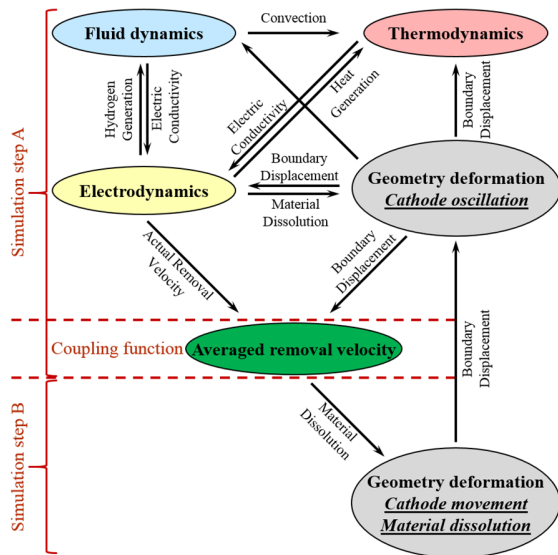 Fluid dynamics
Convection
Thermodynamics
Hydrogen
Generation
Electric
Conductivity
Electric
Conductivity
Heat
Generation
Boundary
Displacement
Simulation step A
Electrodynamics
Boundary
Displacement
Material
Dissolution
Geometry deformation
Cathode oscillation
Actual Removal
Velocity
Boundary
Displacement
Boundary
Displacement
Coupling function
Averaged removal velocity
Simulation step B
Material
Dissolution
Geometry deformation
Cathode movement
Material dissolution